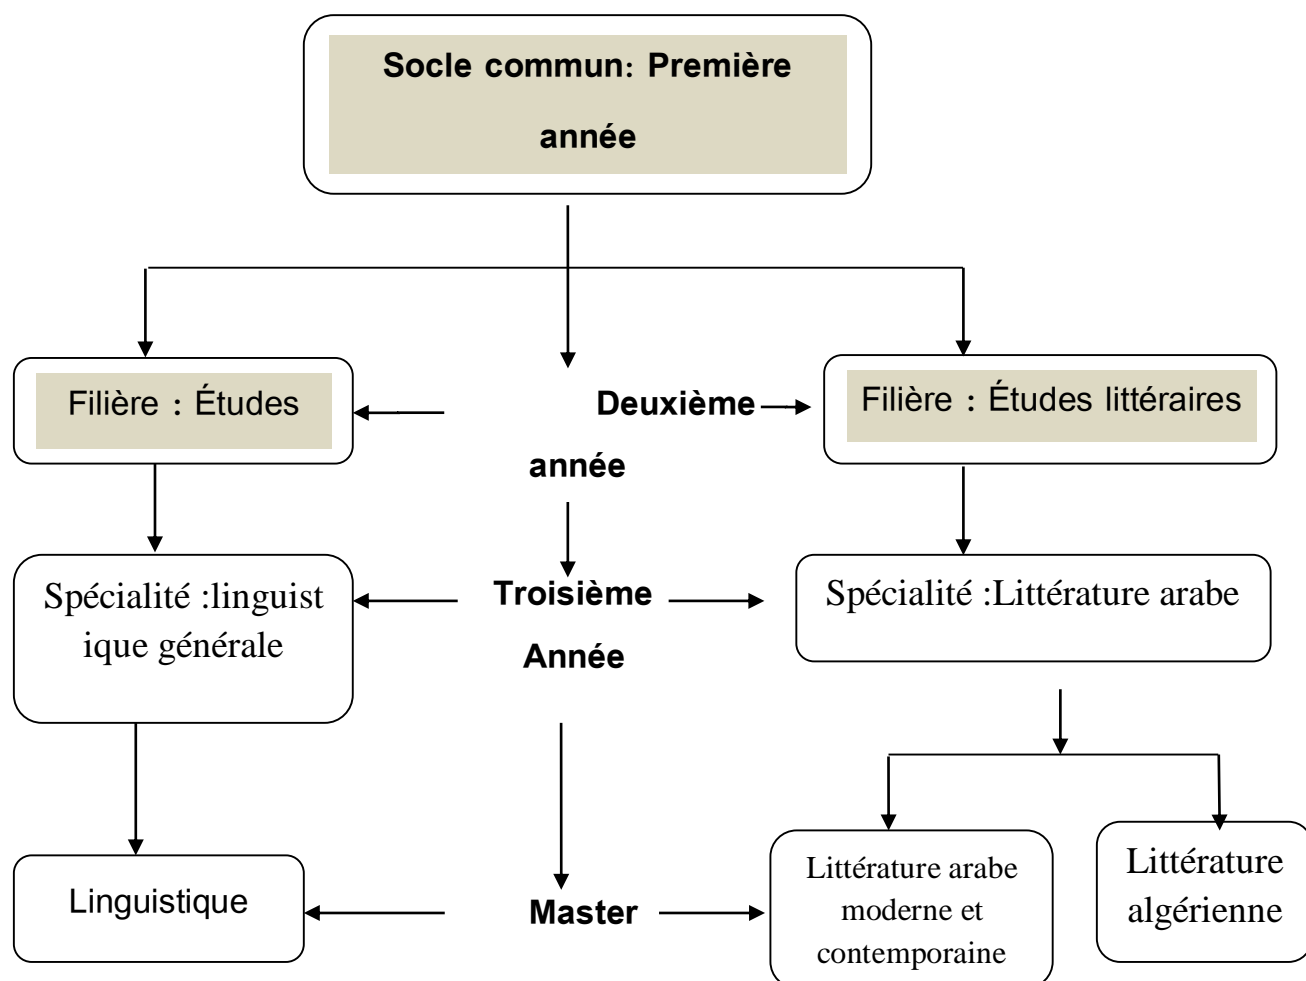 Socle commun: Première
année
Filière : Études
Deuxième
année
Filière : Études littéraires
Spécialité :linguist
ique générale
Troisième
Année
Spécialité :Littérature arabe
Linguistique
Master
Littérature arabe
moderne et
contemporaine
Littérature
algérienne